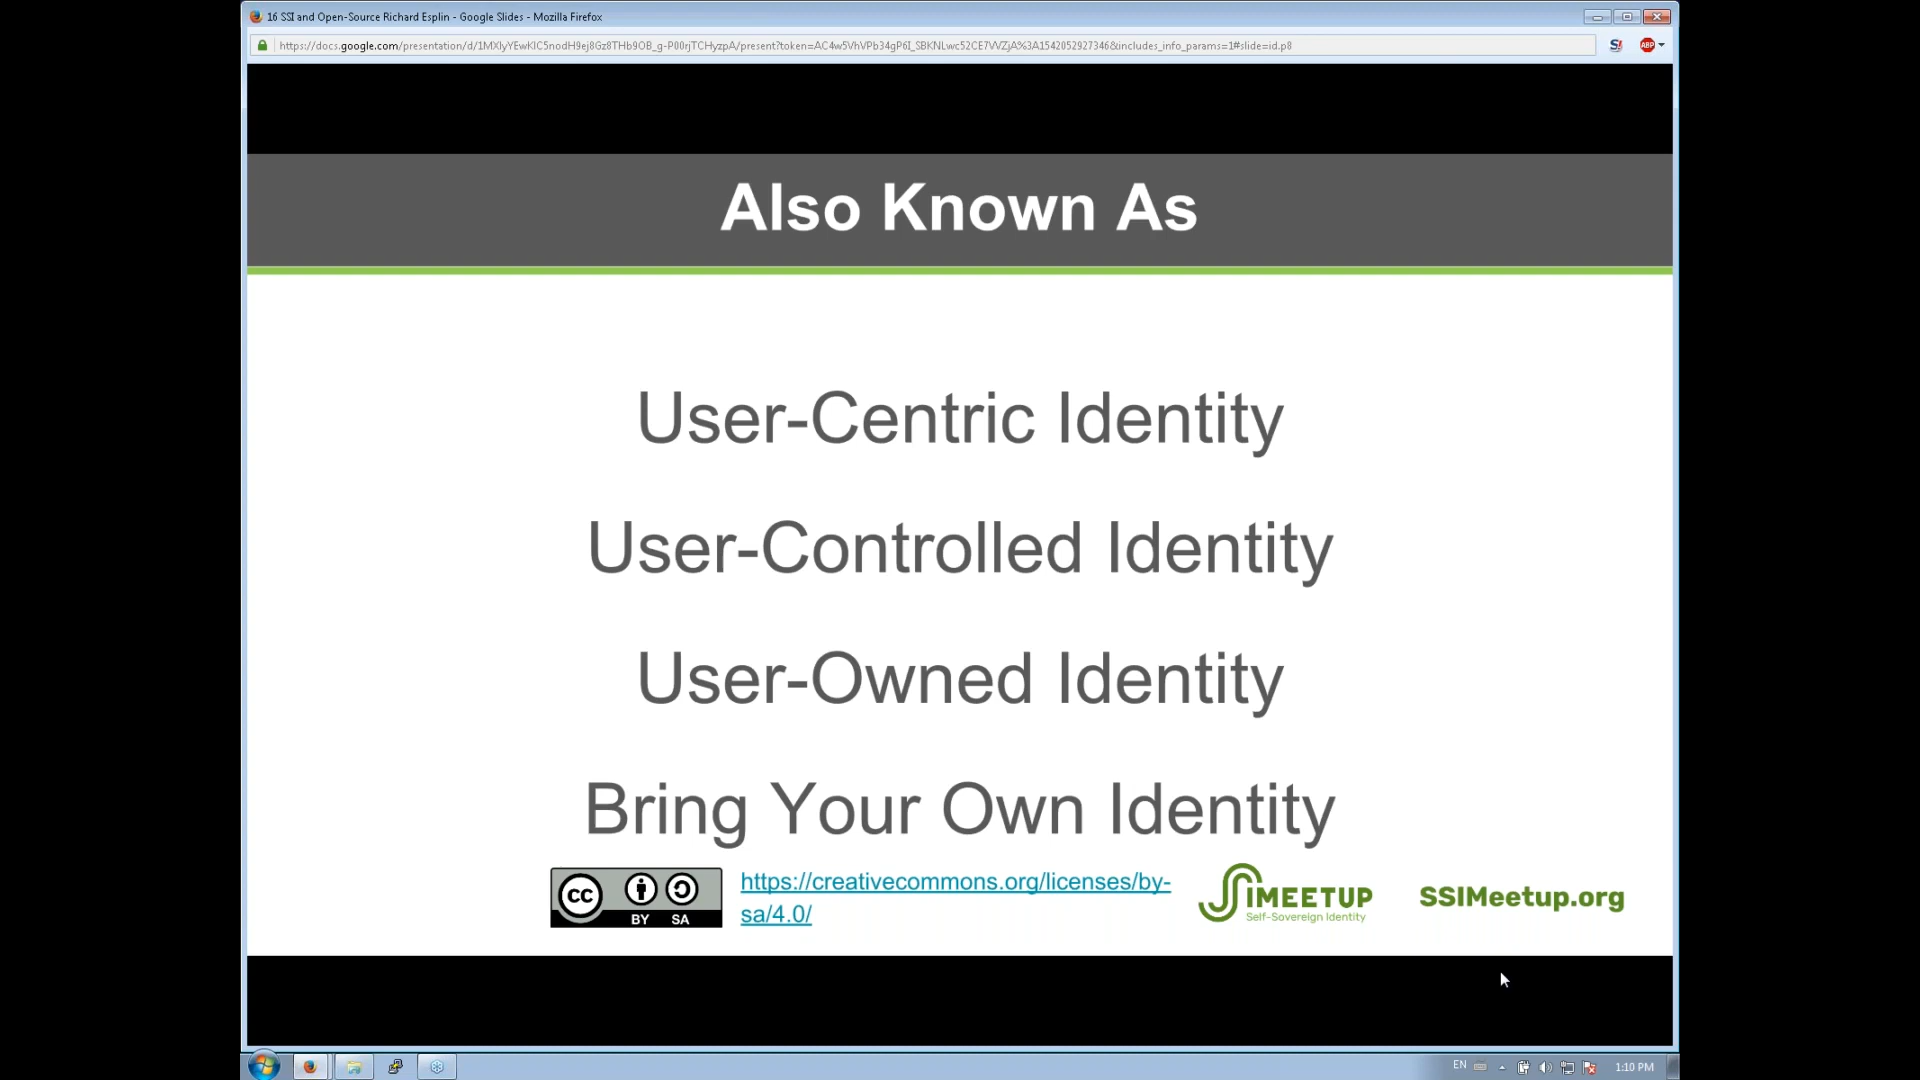 16 SSI and Open-Source Richard Esplin - Google Slides - Mozilla Firefox
Also Known As
User-Centric Identity
User-Controlled Identity
User-Owned Identity
Bring Your Own Identity
cc BY SA
https://creativecommons.org/licenses/by-
sa/4.0/
SSIMEETUP
Self-Sovereign Identity
SSIMeetup.org
EN
1:10 PM